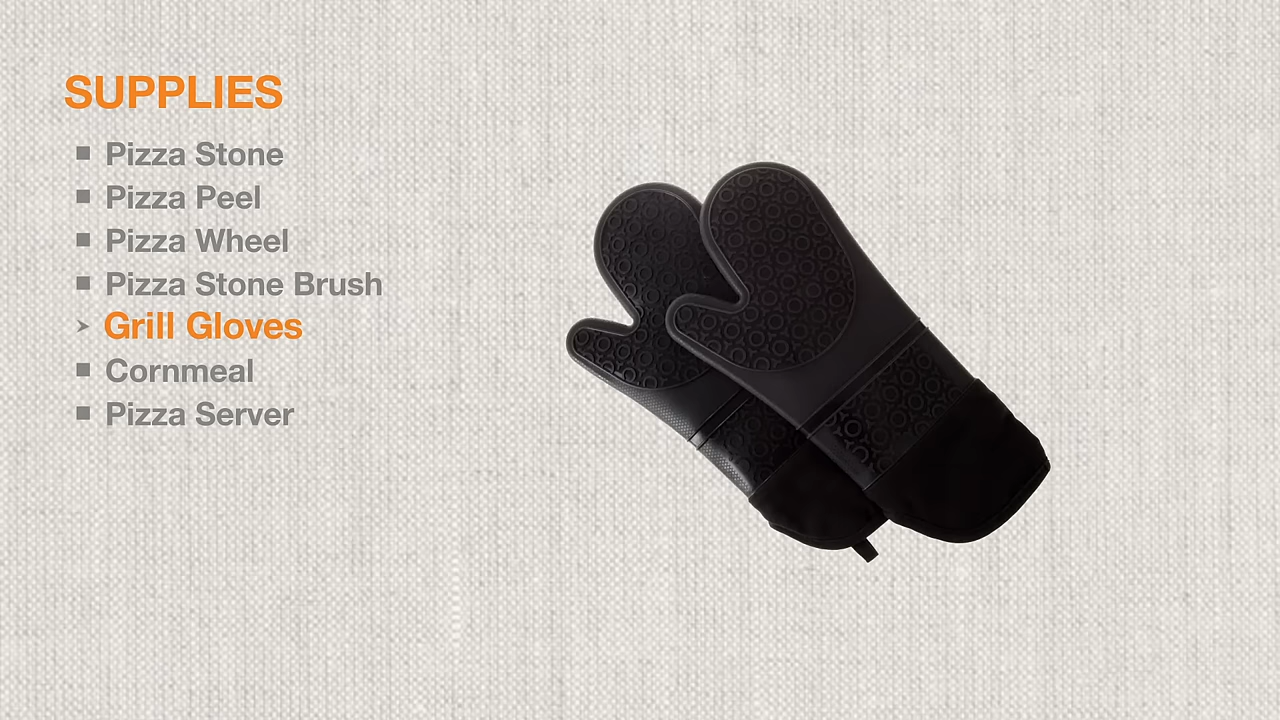 SUPPLIES
Pizza Stone
Pizza Peel
Pizza Wheel
Pizza Stone Brush
Grill Gloves
Cornmeal
Pizza Server